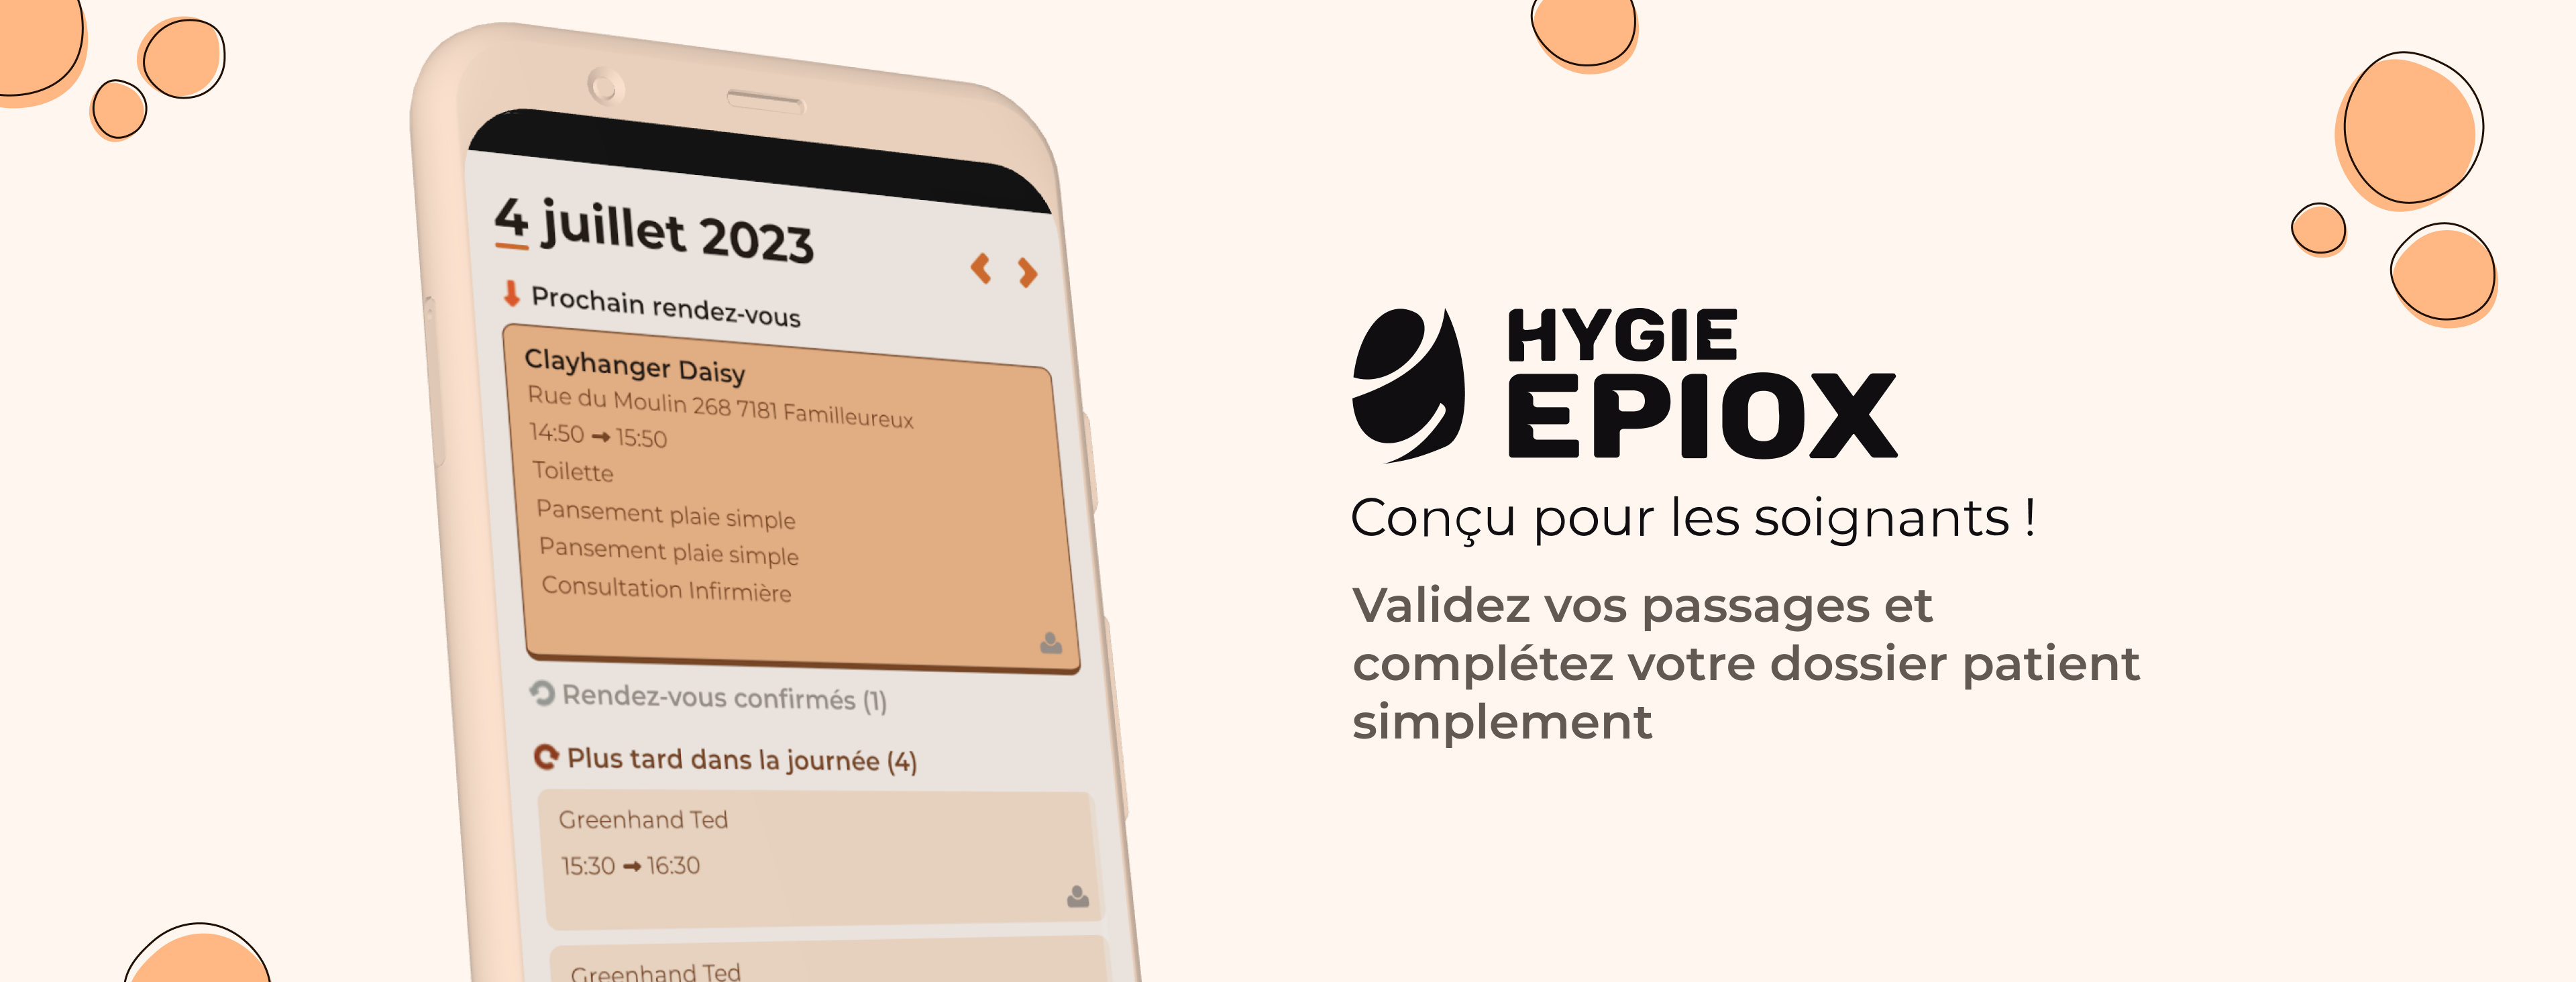 4 juillet 2023
Prochain rendez-vous
Clayhanger Daisy
Rue du Moulin 268 7181 Familleureux
14:50 → 15:50
Toilette
Pansement plaie simple
Pansement plaie simple
Consultation Infirmière
Rendez-vous confirmés (1)
Plus tard dans la journée (4)
Greenhand Ted
15:30 → 16:30
Greenhand Ted
HYGIE
EPIOX
Conçu pour les soignants !
Validez vos passages et
complétez votre dossier patient
simplement